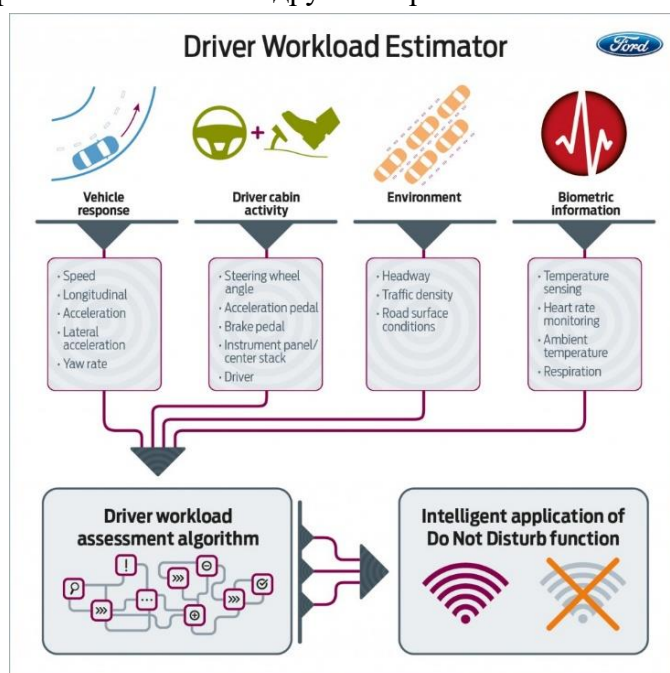 Driver Workload Estimator
Ford
Vehicle
response
Driver cabin
activity
Environment
Biometric
information
· Speed
· Longitudinal
· Acceleration
· Lateral
acceleration
· Yaw rate
· Steering wheel
angle
· Acceleration pedal
· Brake pedal
· Instrument panel/
center stack
· Driver
· Headway
· Traffic density
· Road surface
conditions
· Temperature
sensing
· Heart rate
monitoring
· Ambient
temperature
· Respiration
Driver workload
assessment algorithm
Intelligent application of
Do Not Disturb function